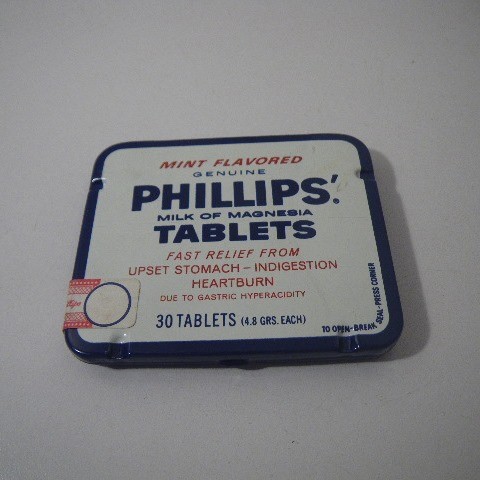 MINT FLAVORED
GENUINE
PHILLIPS'.
MILK OF MAGNESIA
TABLETS
FAST RELIEF FROM
UPSET STOMACH – INDIGESTION
HEARTBURN
DUE TO GASTRIC HYPERACIDITY
30 TABLETS (4.8 GRS. EACH)
TO OPEN-BREAK SEAL-PRESS CORNER